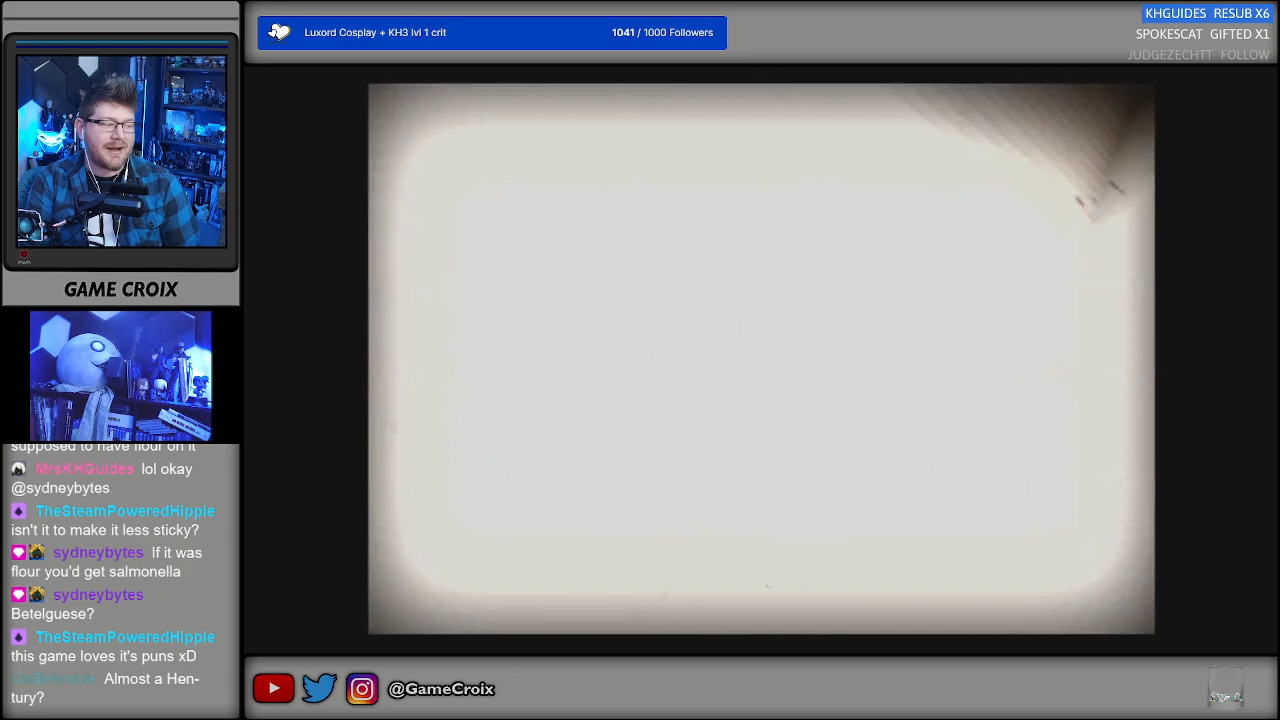 KHGUIDES RESUB X6
Luxord Cosplay + KH3 lvl 1 crit 1041 / 1000 Followers
SPOKESCAT GIFTED X1
JUDGEZECHTT FOLLOW
PWR
GAME CROIX
supposed to have flour on it
MrsKHGuides lol okay
@sydneybytes
TheSteamPoweredHippie
isn't it to make it less sticky?
sydneybytes If it was
flour you'd get salmonella
sydneybytes
Betelguese?
TheSteamPoweredHippie
this game loves it's puns xD
Almost a Hen-
tury?
@GameCroix